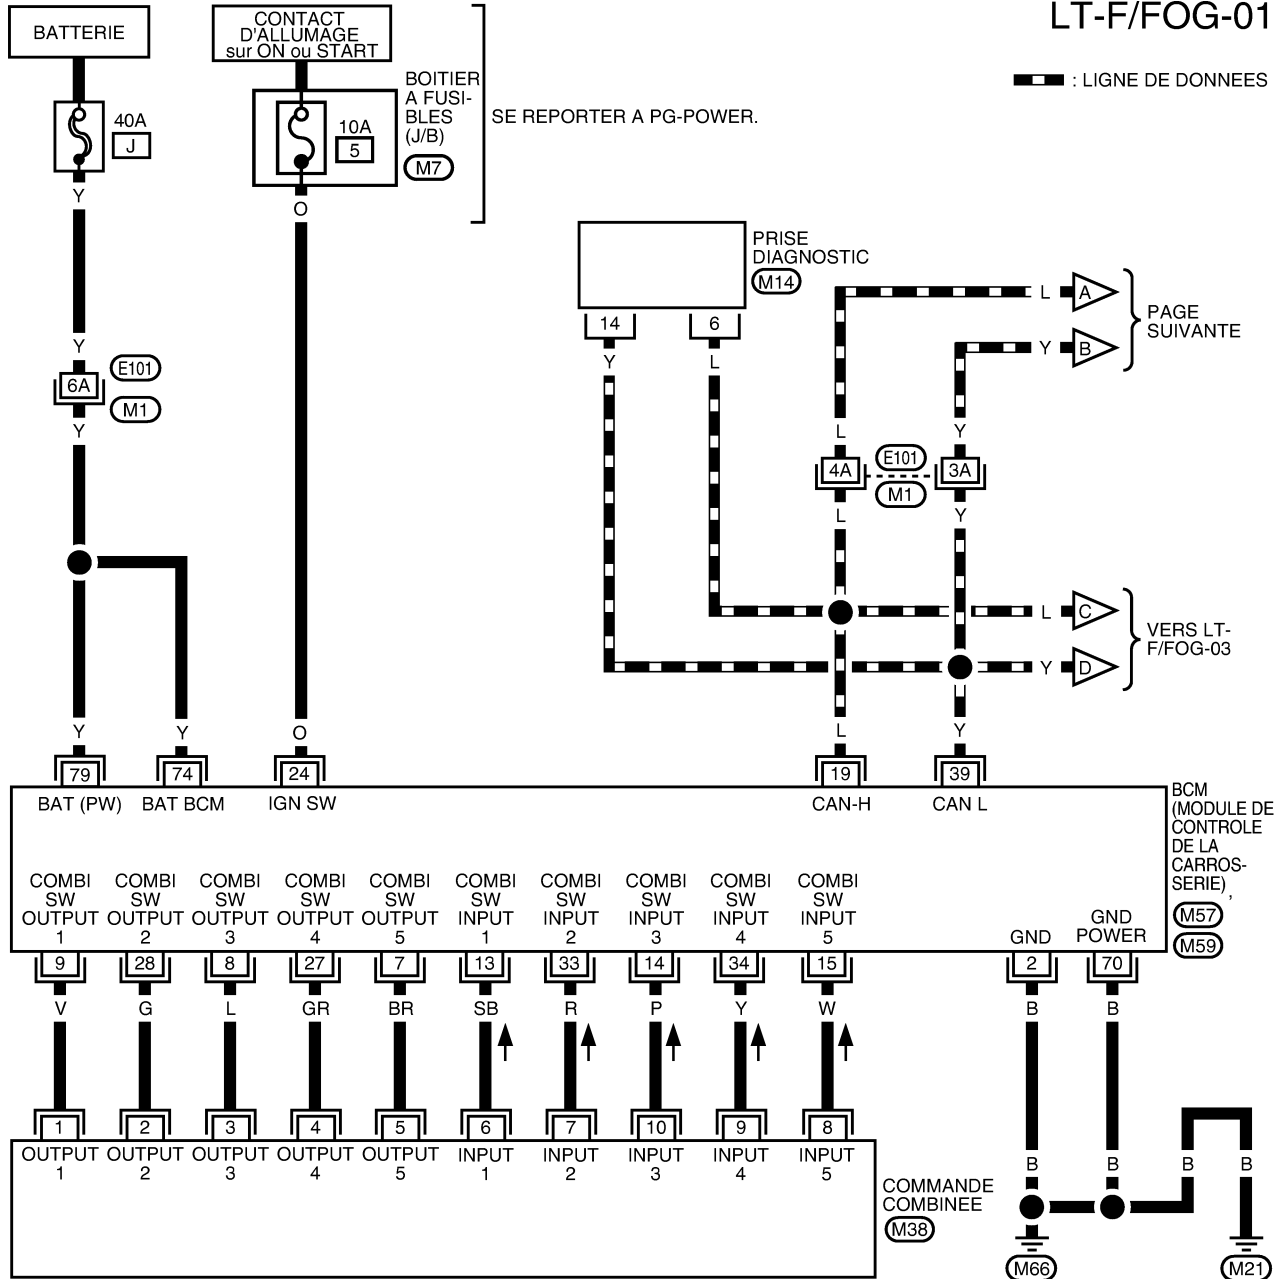 LT-F/FOG-01
BATTERIE
CONTACT
D'ALLUMAGE
sur ON ou START
: LIGNE DE DONNEES
40A
J
10A
5
BOITIER
A FUSI-
BLES
(J/B)
M7
SE REPORTER A PG-POWER.
Y
O
PRISE
DIAGNOSTIC
M14
14
6
Y
L
L
A
Y
B
PAGE
SUIVANTE
Y
6A
E101
M1
Y
L
Y
4A
E101
M1
3A
L
Y
L
C
Y
D
VERS LT-
F/FOG-03
Y
Y
O
L
Y
79
74
24
19
39
BAT (PW)
BAT BCM
IGN SW
CAN-H
CAN L
BCM
(MODULE DE
CONTROLE
DE LA
CARROS-
SERIE) ,
M57
M59
COMBI
SW
OUTPUT
1
COMBI
SW
OUTPUT
2
COMBI
SW
OUTPUT
3
COMBI
SW
OUTPUT
4
COMBI
SW
OUTPUT
5
COMBI
SW
INPUT
1
COMBI
SW
INPUT
2
COMBI
SW
INPUT
3
COMBI
SW
INPUT
4
COMBI
SW
INPUT
5
GND
GND
POWER
9
28
8
27
7
13
33
14
34
15
2
70
V
G
L
GR
BR
SB
R
P
Y
W
B
B
1
2
3
4
5
6
7
10
9
8
OUTPUT
1
OUTPUT
2
OUTPUT
3
OUTPUT
4
OUTPUT
5
INPUT
1
INPUT
2
INPUT
3
INPUT
4
INPUT
5
COMMANDE
COMBINEE
M38
B
B
B
B
M66
M21